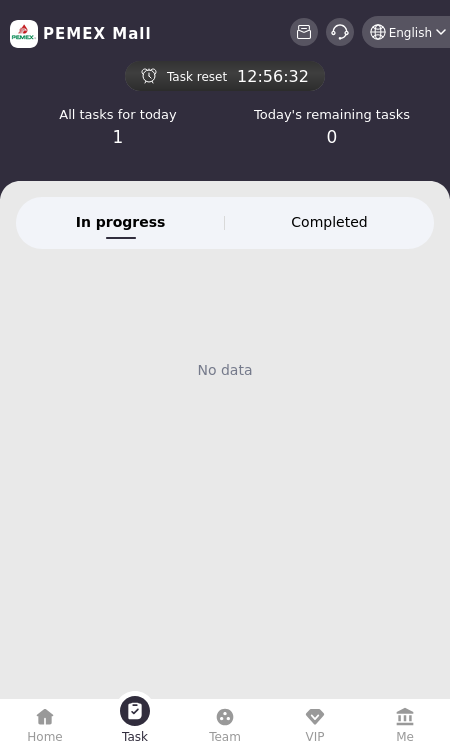 PEMEX
PEMEX Mall
English
Task reset 12:56:32
All tasks for today
1
Today's remaining tasks
0
In progress
Completed
No data
Home
Task
Team
VIP
Me